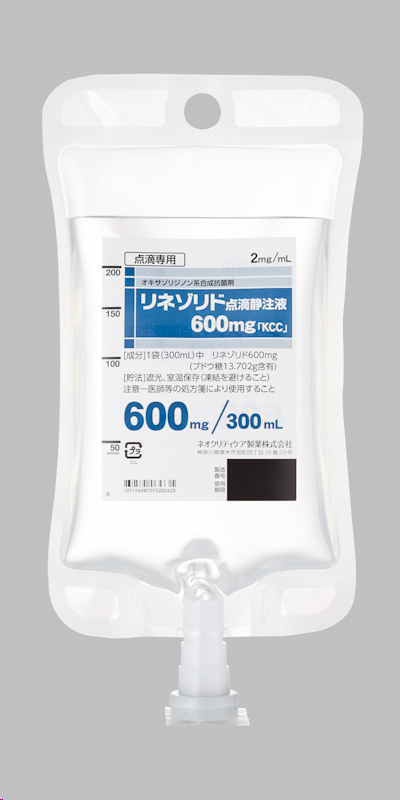 点滴専用
2mg/mL
200
オキサゾリジノン系合成抗菌剤
リネゾリド点滴静注液
600mg「KCC」
150
[成分]1袋(300mL)中 リネゾリド600mg
(ブドウ糖13.702g含有)
100
[貯法]遮光、室温保存(凍結を避けること)
注意-医師等の処方箋により使用すること
600mg/300mL
50
ネオクリティケア製薬株式会社
プラ
ゴム
製造
番号
使用
期限